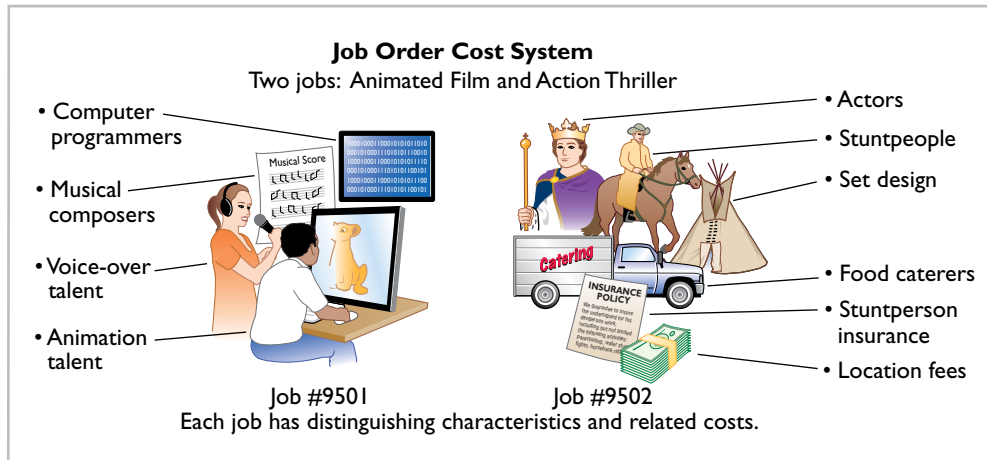 Job Order Cost System
Two jobs: Animated Film and Action Thriller
• Computer
programmers
• Musical
composers
• Voice-over
talent
• Animation
talent
Musical Score
1000101000110001010101011010
• Actors
• Stuntpeople
• Set design
• Food caterers
• Stuntperson
insurance
• Location fees
Catering
INSURANCE
POLICY
Job #9501
Job #9502
Each job has distinguishing characteristics and related costs.